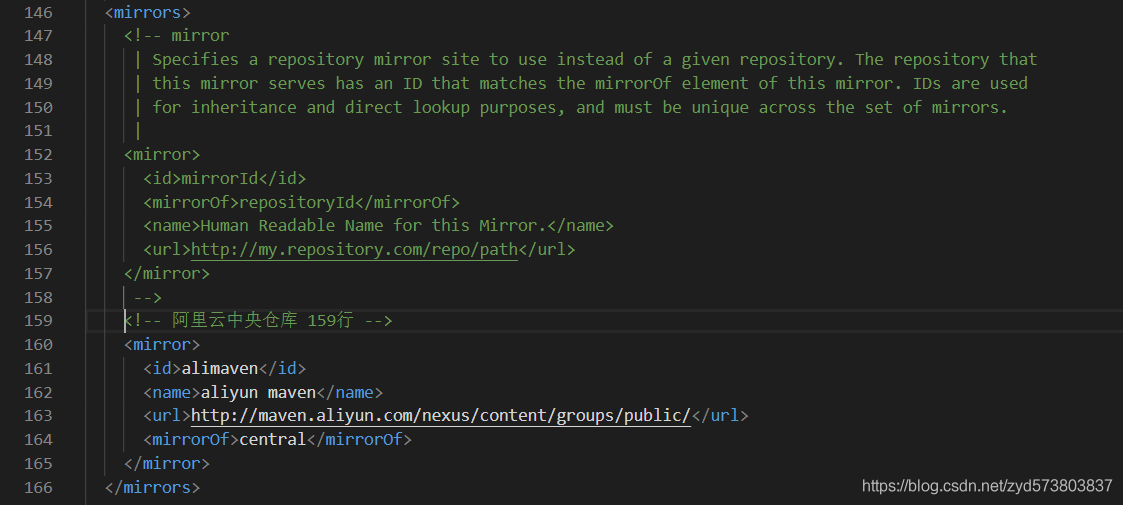 146 <mirrors>
147 <!-- mirror
148 | Specifies a repository mirror site to use instead of a given repository. The repository that
149 | this mirror serves has an ID that matches the mirrorOf element of this mirror. IDs are used
150 | for inheritance and direct lookup purposes, and must be unique across the set of mirrors.
151 |
152 <mirror>
153 <id>mirrorId</id>
154 <mirrorOf>repositoryId</mirrorOf>
155 <name>Human Readable Name for this Mirror.</name>
156 <url>http://my.repository.com/repo/path</url>
157 </mirror>
158 -->
159 <!-- 阿里云中央仓库 159行 -->
160 <mirror>
161 <id>alimaven</id>
162 <name>aliyun maven</name>
163 <url>http://maven.aliyun.com/nexus/content/groups/public/</url>
164 <mirrorOf>central</mirrorOf>
165 </mirror>
166 </mirrors>
https://blog.csdn.net/zyd573803837